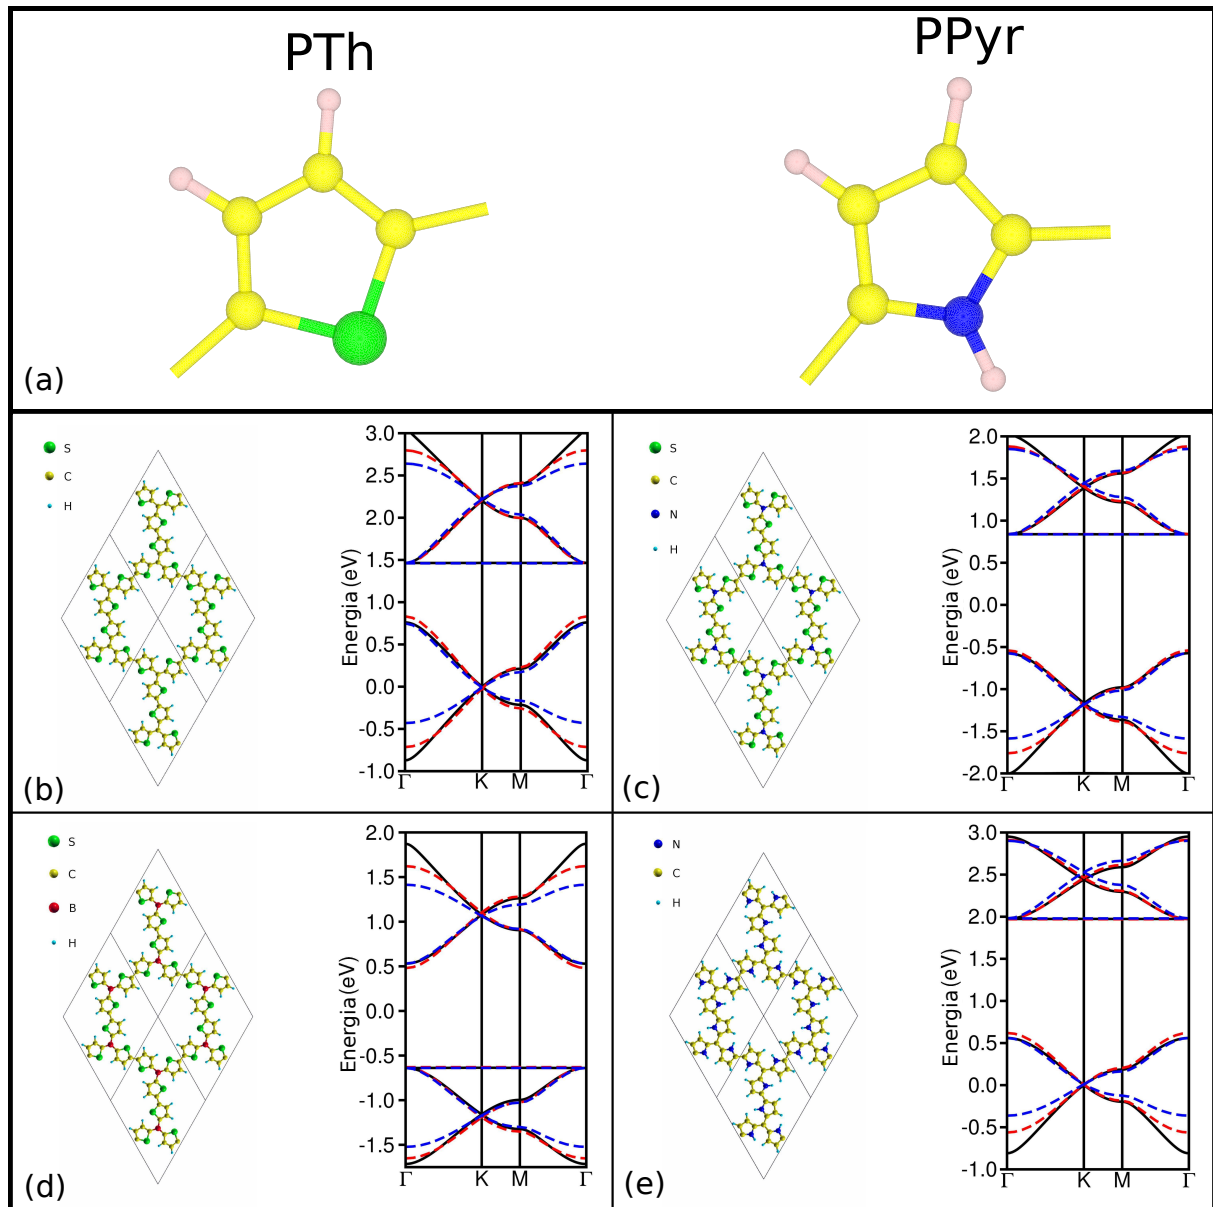 PTh
PPyr
(a)
S
C
H
Energia (eV)
3.0
2.5
2.0
1.5
1.0
0.5
0.0
-0.5
-1.0
Γ K M Γ
(b)
S
C
N
H
Energia (eV)
2.0
1.5
1.0
0.5
0.0
-0.5
-1.0
-1.5
-2.0
Γ K M Γ
(c)
S
C
B
H
Energia (eV)
2.0
1.5
1.0
0.5
0.0
-0.5
-1.0
-1.5
Γ K M Γ
(d)
N
C
H
Energia (eV)
3.0
2.5
2.0
1.5
1.0
0.5
0.0
-0.5
-1.0
Γ K M Γ
(e)